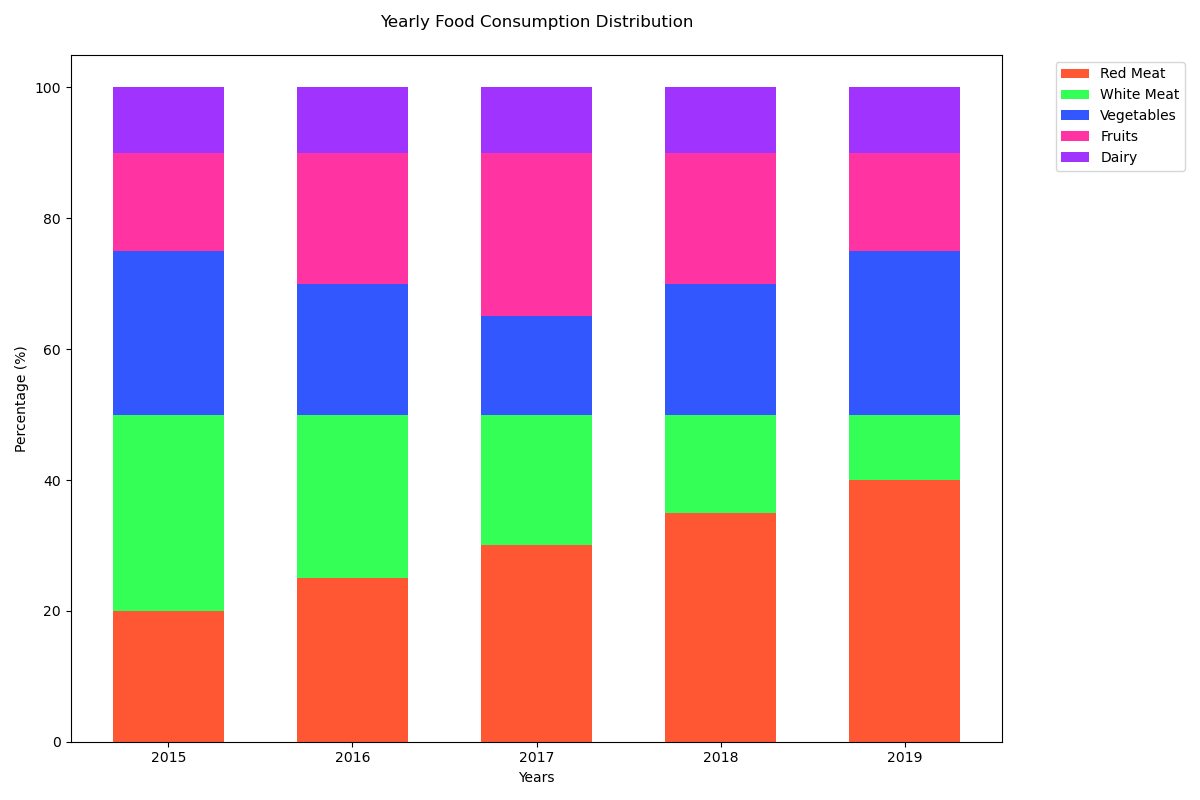 Yearly Food Consumption Distribution
Red Meat
White Meat
Vegetables
Fruits
Dairy
Percentage (%)
100
80
60
40
20
0
2015 2016 2017 2018 2019
Years